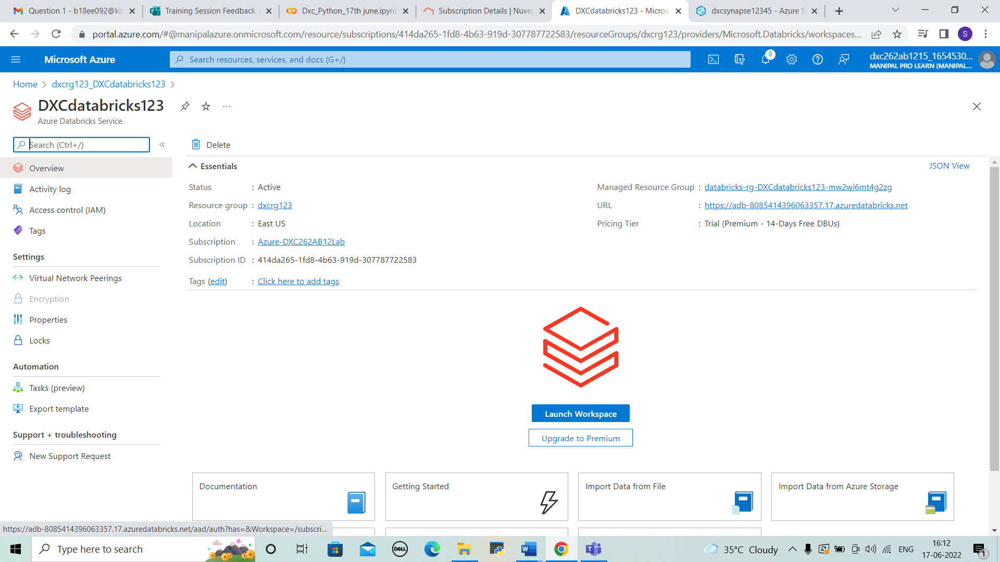 Question 1 - b18ee092@kit
Training Session Feedback
Dxc_Python_17th june.ipynb
Subscription Details | Nuvep
DXCdatabricks123 - Micros
dxcsynapse12345 - Azure S
portal.azure.com/#@manipalazure.onmicrosoft.com/resource/subscriptions/414da265-1fd8-4b63-919d-307787722583/resourceGroups/dxcrg123/providers/Microsoft.Databricks/workspaces...
S
Microsoft Azure
Search resources, services, and docs (G+/)
8
dxc262ab1215_1654530...
MANIPAL PRO LEARN (MANIPAL...
Home > dxcrg123_DXCdatabricks123 >
DXCdatabricks123
Azure Databricks Service
Search (Ctrl+/)
«
Delete
Overview
Activity log
Access control (IAM)
Tags
Settings
Virtual Network Peerings
Encryption
Properties
Locks
Automation
Tasks (preview)
Export template
Support + troubleshooting
New Support Request
Essentials
JSON View
Status : Active
Resource group : dxcrg123
Location : East US
Subscription : Azure-DXC262AB12Lab
Subscription ID : 414da265-1fd8-4b63-919d-307787722583
Tags (edit) : Click here to add tags
Managed Resource Group : databricks-rg-DXCdatabricks123-mw2wi6mt4g2zg
URL : https://adb-8085414396063357.17.azuredatabricks.net
Pricing Tier : Trial (Premium - 14-Days Free DBUs)
Launch Workspace
Upgrade to Premium
Documentation
Getting Started
Import Data from File
Import Data from Azure Storage
https://adb-8085414396063357.17.azuredatabricks.net/aad/auth?has=&Workspace=/subscri...
Type here to search
DELL
35°C Cloudy
ENG
16:12
17-06-2022
1